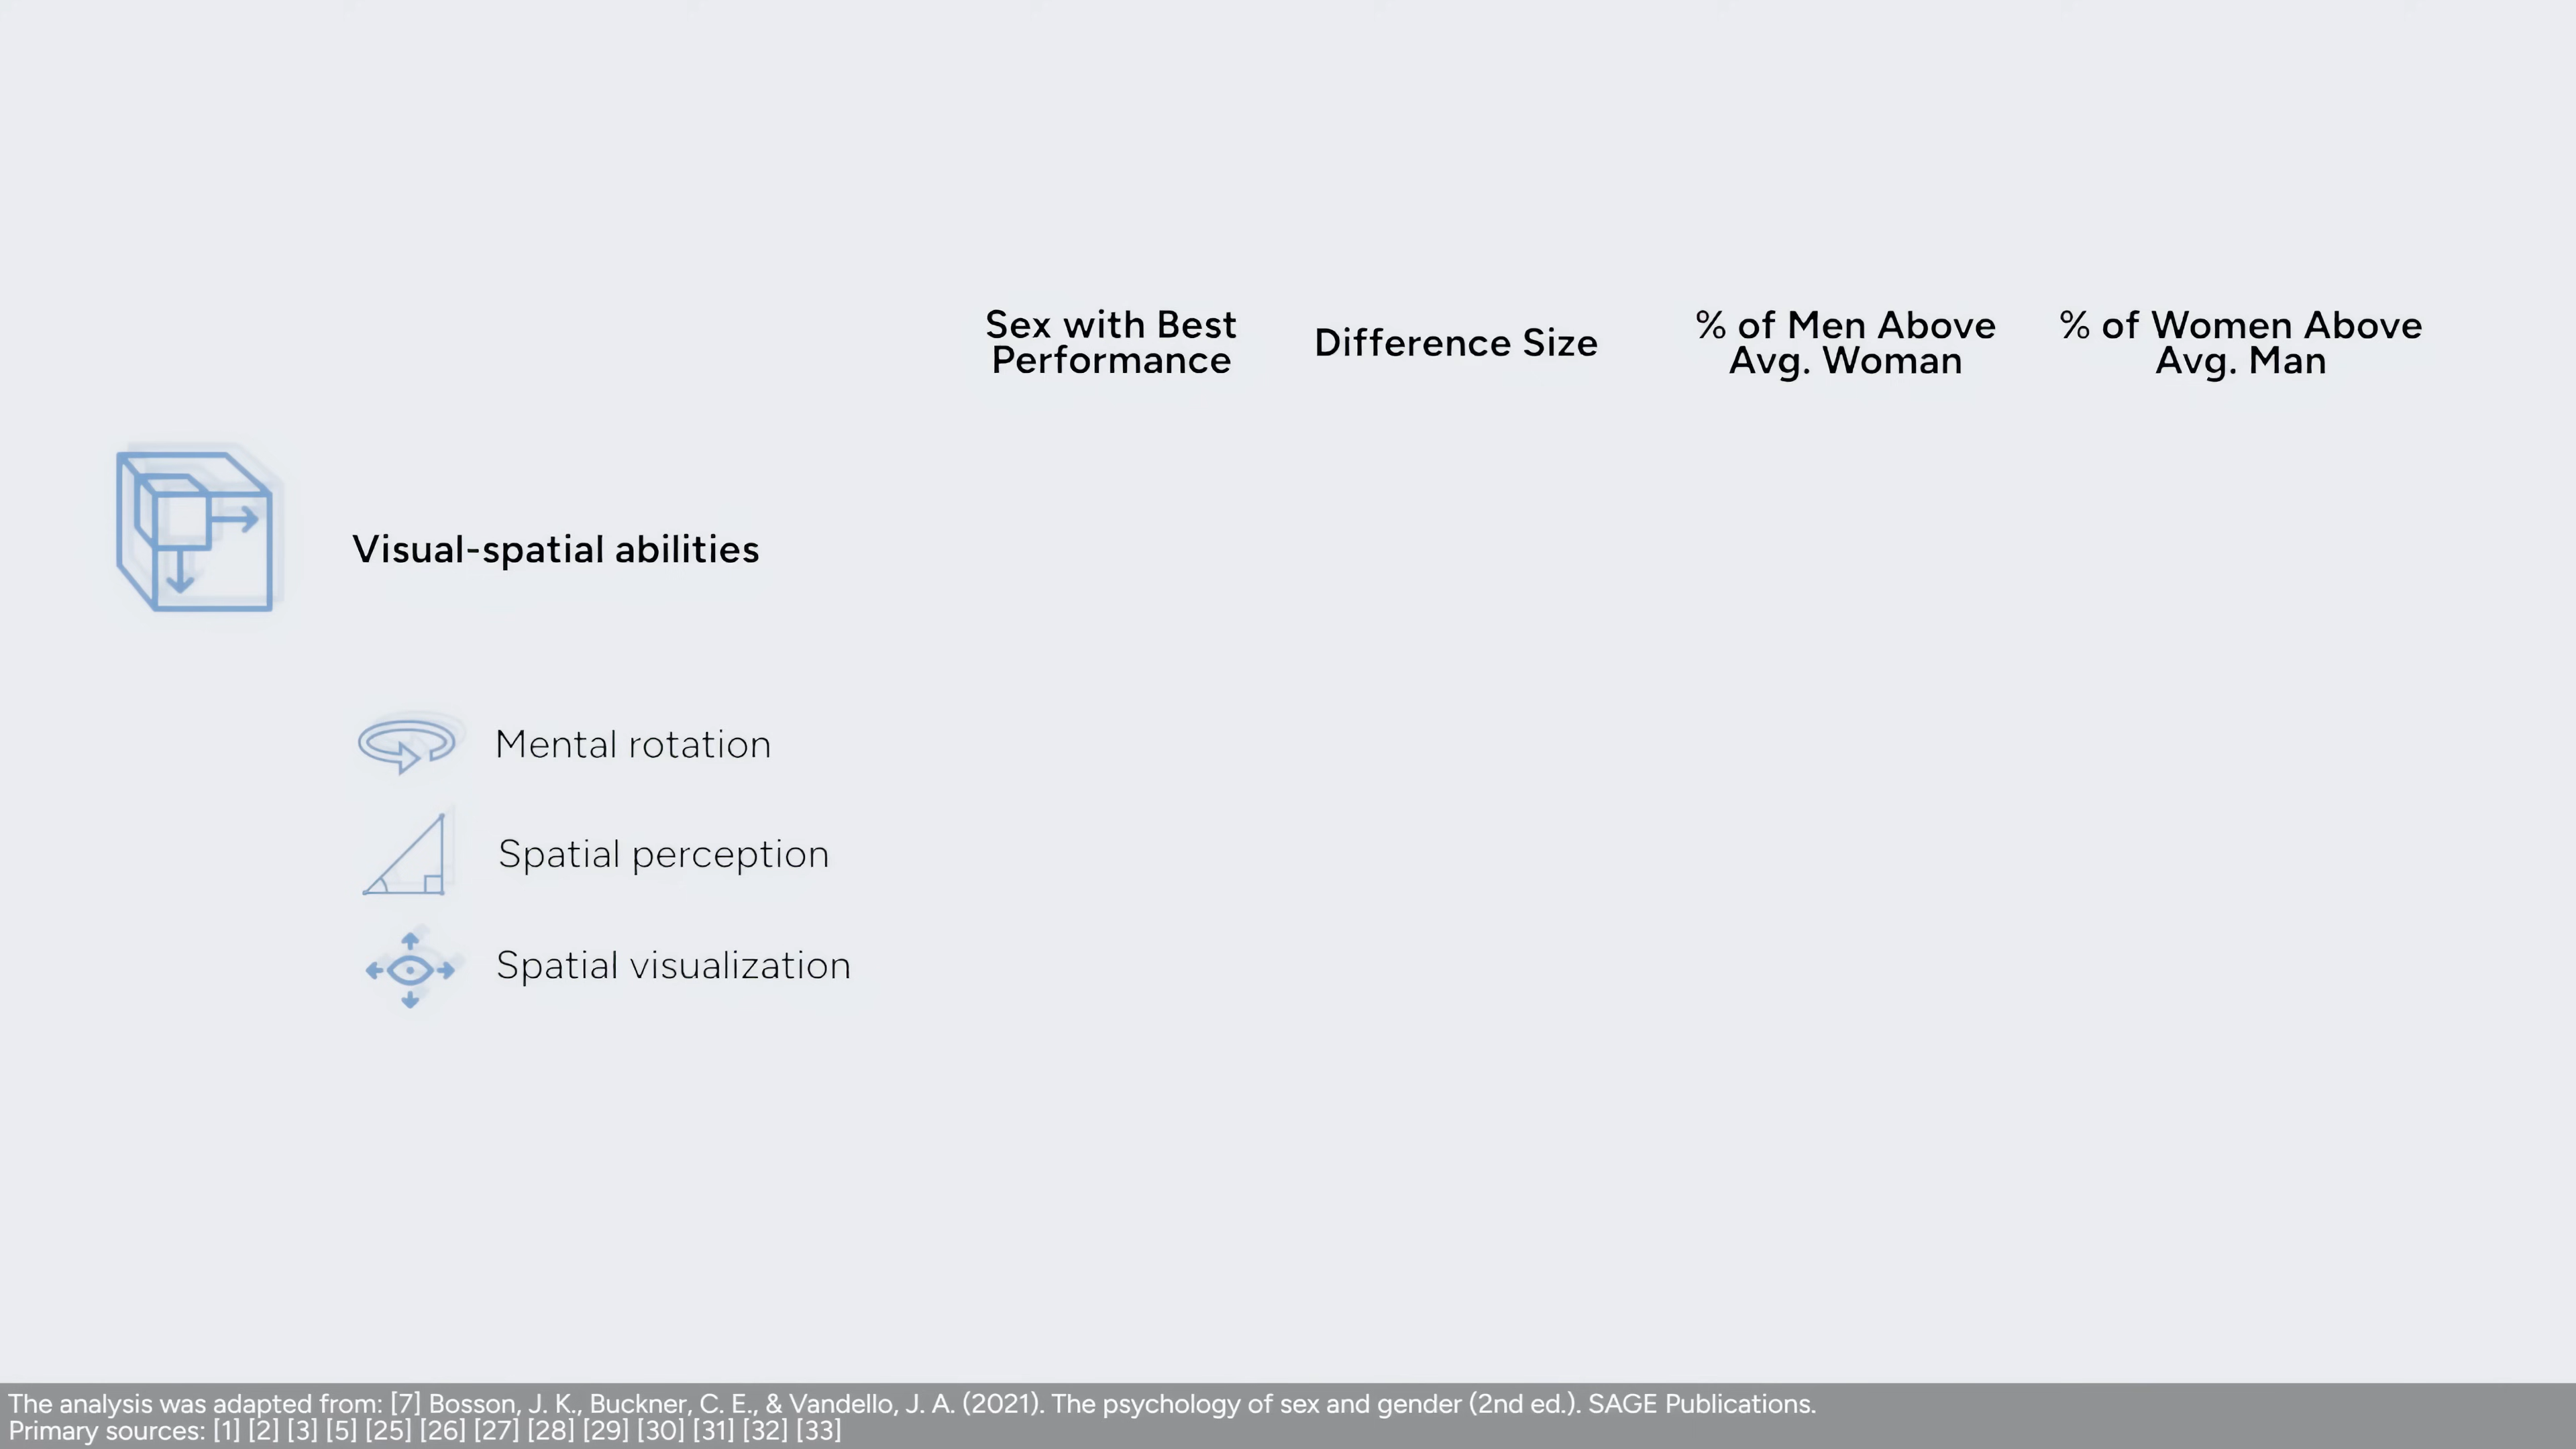 Sex with Best
Performance
Difference Size
% of Men Above
Avg. Woman
% of Women Above
Avg. Man
Visual-spatial abilities
Mental rotation
Spatial perception
Spatial visualization
The analysis was adapted from: [7] Bosson, J. K., Buckner, C. E., & Vandello, J. A. (2021). The psychology of sex and gender (2nd ed.). SAGE Publications.
Primary sources: [1] [2] [3] [5] [25] [26] [27] [28] [29] [30] [31] [32] [33]